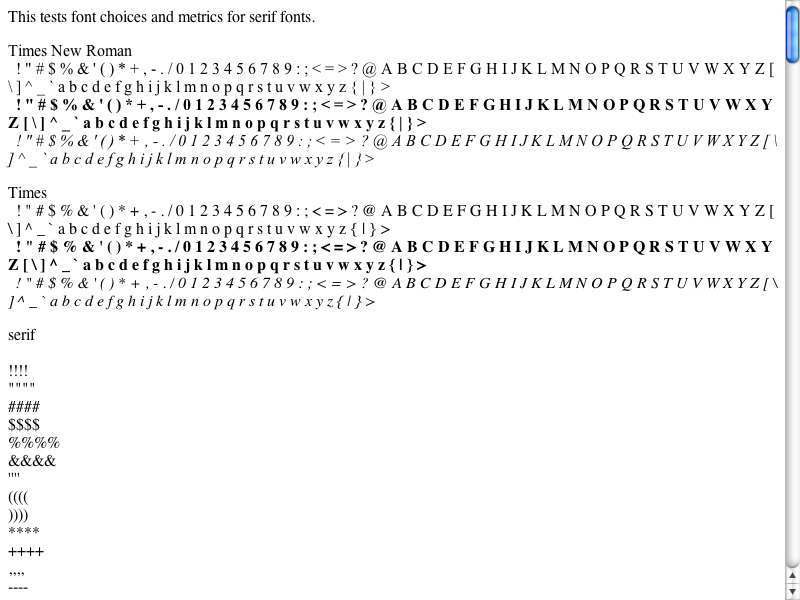 This tests font choices and metrics for serif fonts.
Times New Roman
! " # $ % & ' ( ) * + , - . / 0 1 2 3 4 5 6 7 8 9 : ; < = > ? @ A B C D E F G H I J K L M N O P Q R S T U V W X Y Z [
\ ] ^ _ ` a b c d e f g h i j k l m n o p q r s t u v w x y z { | } >
! " # $ % & ' ( ) * + , - . / 0 1 2 3 4 5 6 7 8 9 : ; < = > ? @ A B C D E F G H I J K L M N O P Q R S T U V W X Y
Z [ \ ] ^ _ ` a b c d e f g h i j k l m n o p q r s t u v w x y z { | } >
! " # $ % & ' ( ) * + , - . / 0 1 2 3 4 5 6 7 8 9 : ; < = > ? @ A B C D E F G H I J K L M N O P Q R S T U V W X Y Z [ \
] ^ _ ` a b c d e f g h i j k l m n o p q r s t u v w x y z { | } >
Times
! " # $ % & ' ( ) * + , - . / 0 1 2 3 4 5 6 7 8 9 : ; < = > ? @ A B C D E F G H I J K L M N O P Q R S T U V W X Y Z [
\ ] ^ _ ` a b c d e f g h i j k l m n o p q r s t u v w x y z { | } >
! " # $ % & ' ( ) * + , - . / 0 1 2 3 4 5 6 7 8 9 : ; < = > ? @ A B C D E F G H I J K L M N O P Q R S T U V W X Y
Z [ \ ] ^ _ ` a b c d e f g h i j k l m n o p q r s t u v w x y z { | } >
! " # $ % & ' ( ) * + , - . / 0 1 2 3 4 5 6 7 8 9 : ; < = > ? @ A B C D E F G H I J K L M N O P Q R S T U V W X Y Z [ \
] ^ _ ` a b c d e f g h i j k l m n o p q r s t u v w x y z { | } >
serif
!!!!
""""
####
$$$$
%%%%
&&&&
''''
((((
))))
****
++++
,,,,
----